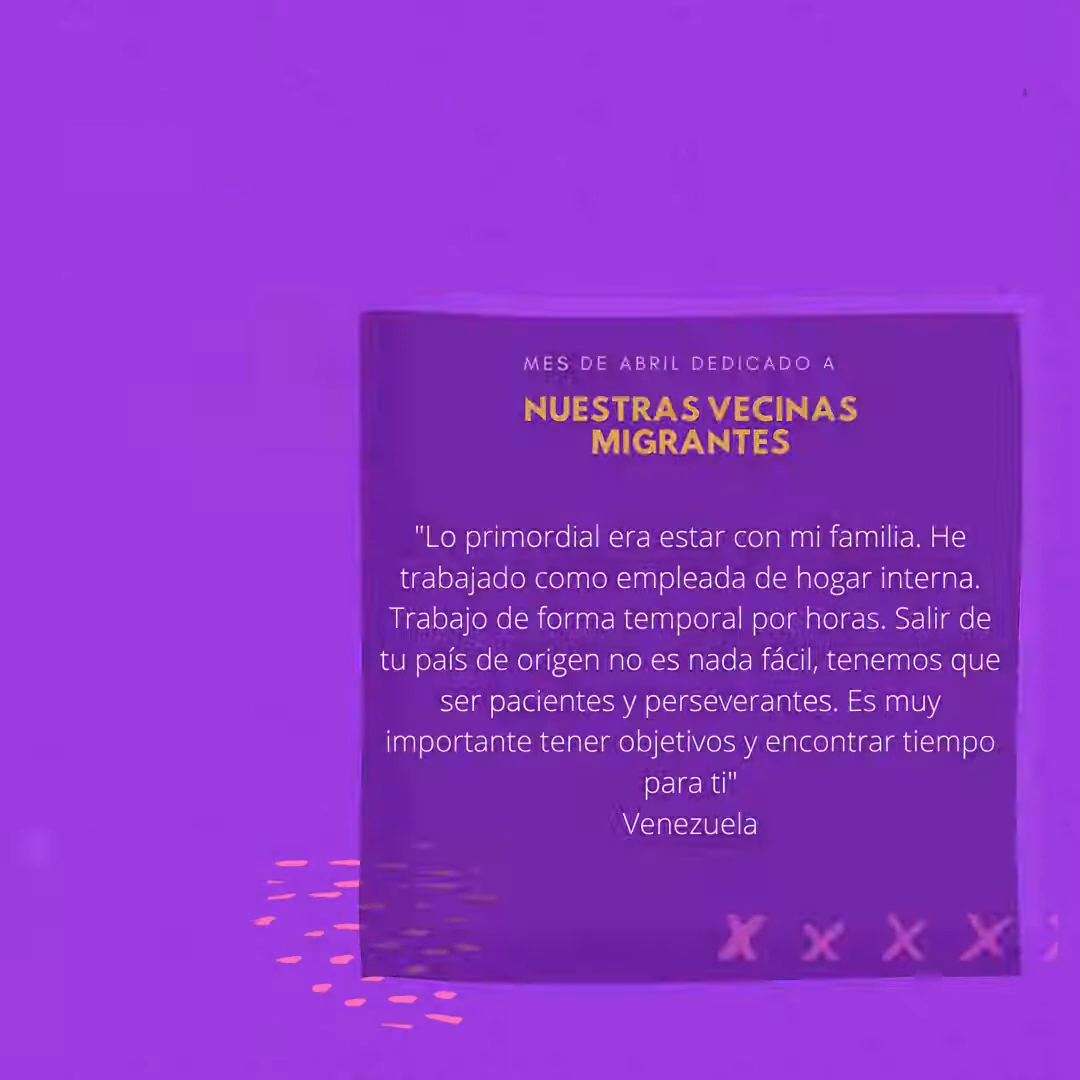 MES DE ABRIL DEDICADO A
NUESTRAS VECINAS
MIGRANTES
"Lo primordial era estar con mi familia. He
trabajado como empleada de hogar interna.
Trabajo de forma temporal por horas. Salir de
tu país de origen no es nada fácil, tenemos que
ser pacientes y perseverantes. Es muy
importante tener objetivos y encontrar tiempo
para ti"
Venezuela